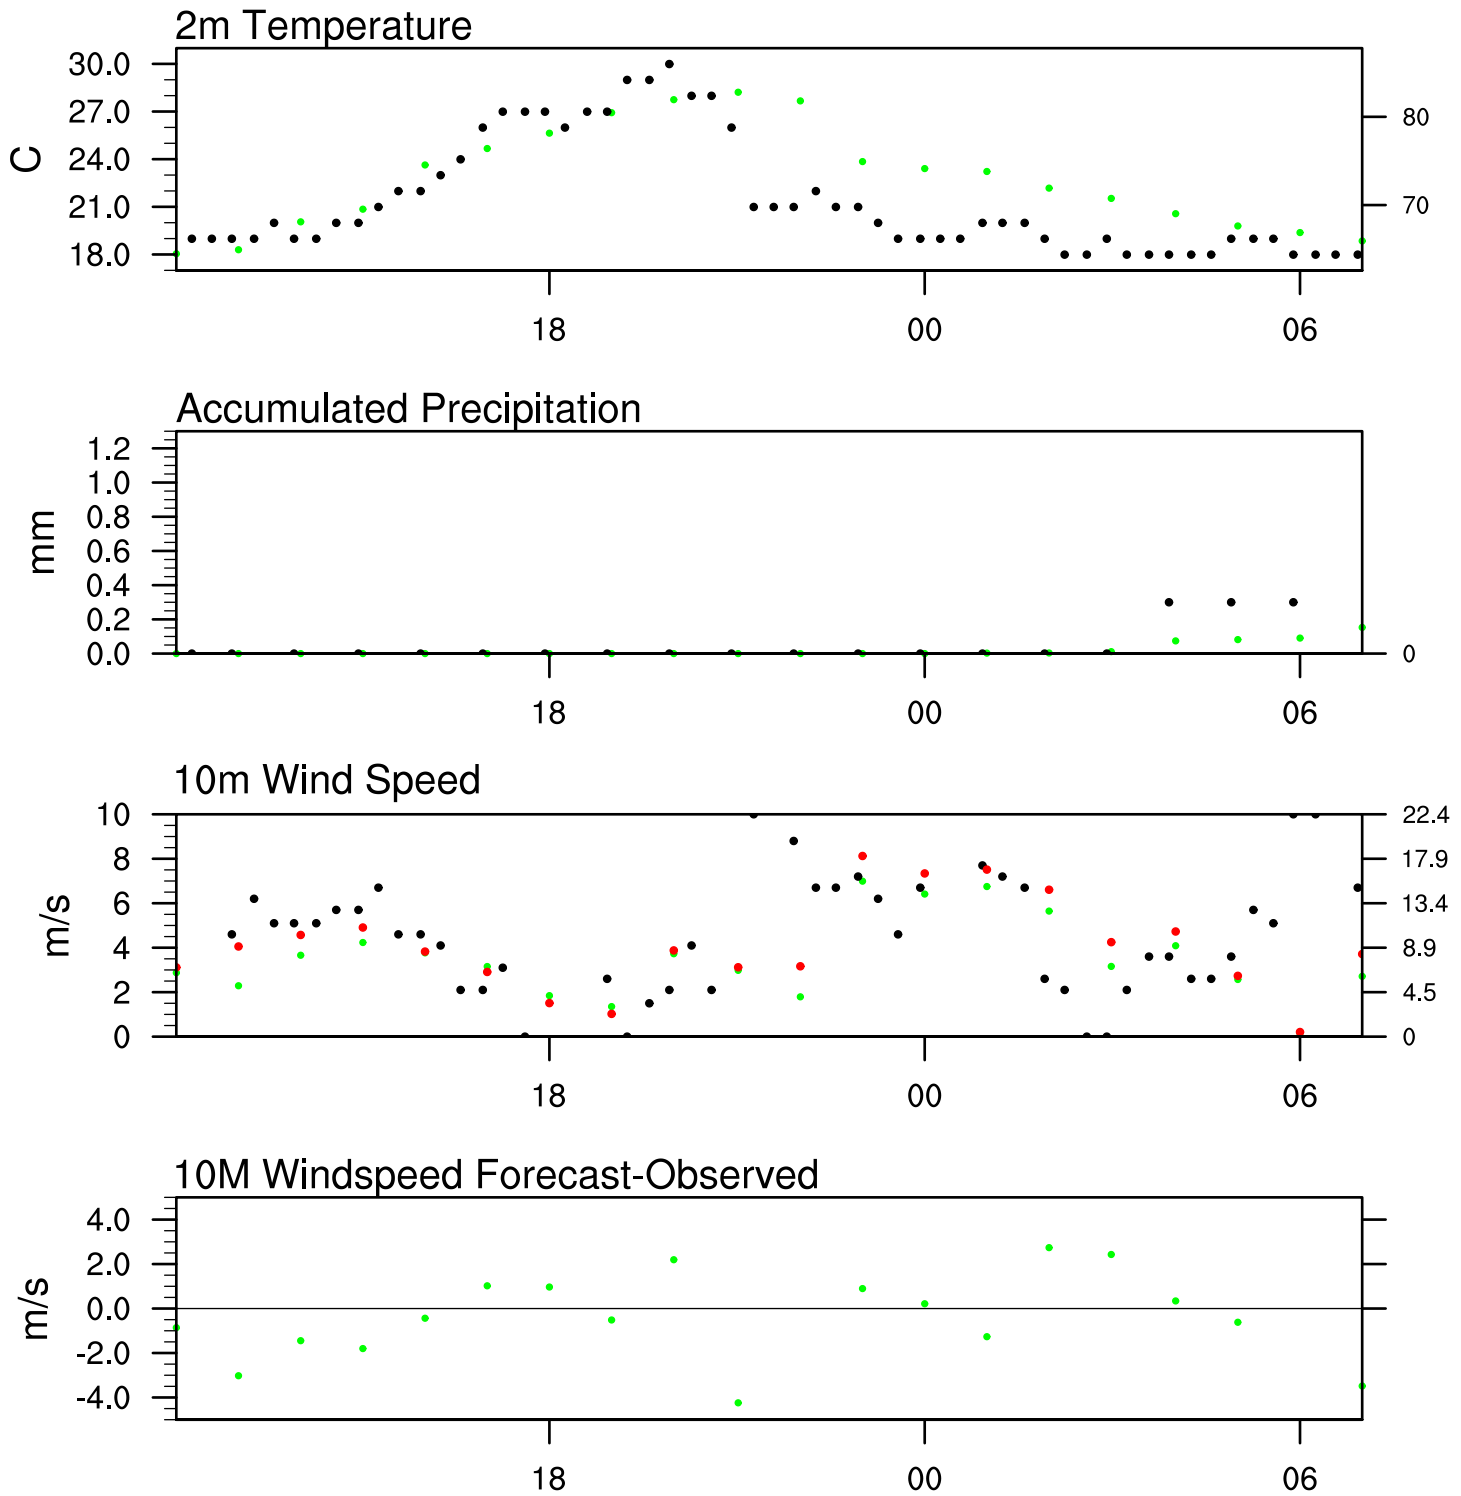 2m Temperature
30.0
27.0
24.0
21.0
18.0
C
80
70
18 00 06
Accumulated Precipitation
1.2
1.0
0.8
0.6
0.4
0.2
0.0
mm
0
18 00 06
10m Wind Speed
10
8
6
4
2
0
m/s
22.4
17.9
13.4
8.9
4.5
0
18 00 06
10M Windspeed Forecast-Observed
4.0
2.0
0.0
-2.0
-4.0
m/s
18 00 06